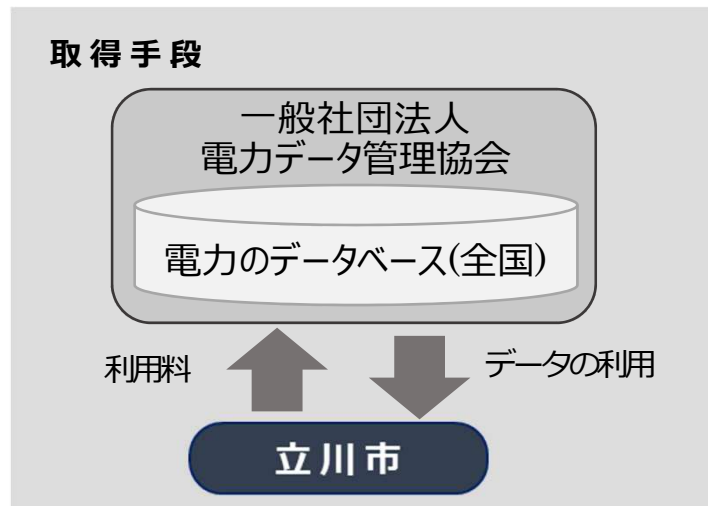 取得手段
一般社団法人
電力データ管理協会
電力のデータベース(全国)
利用料
データの利用
立川市